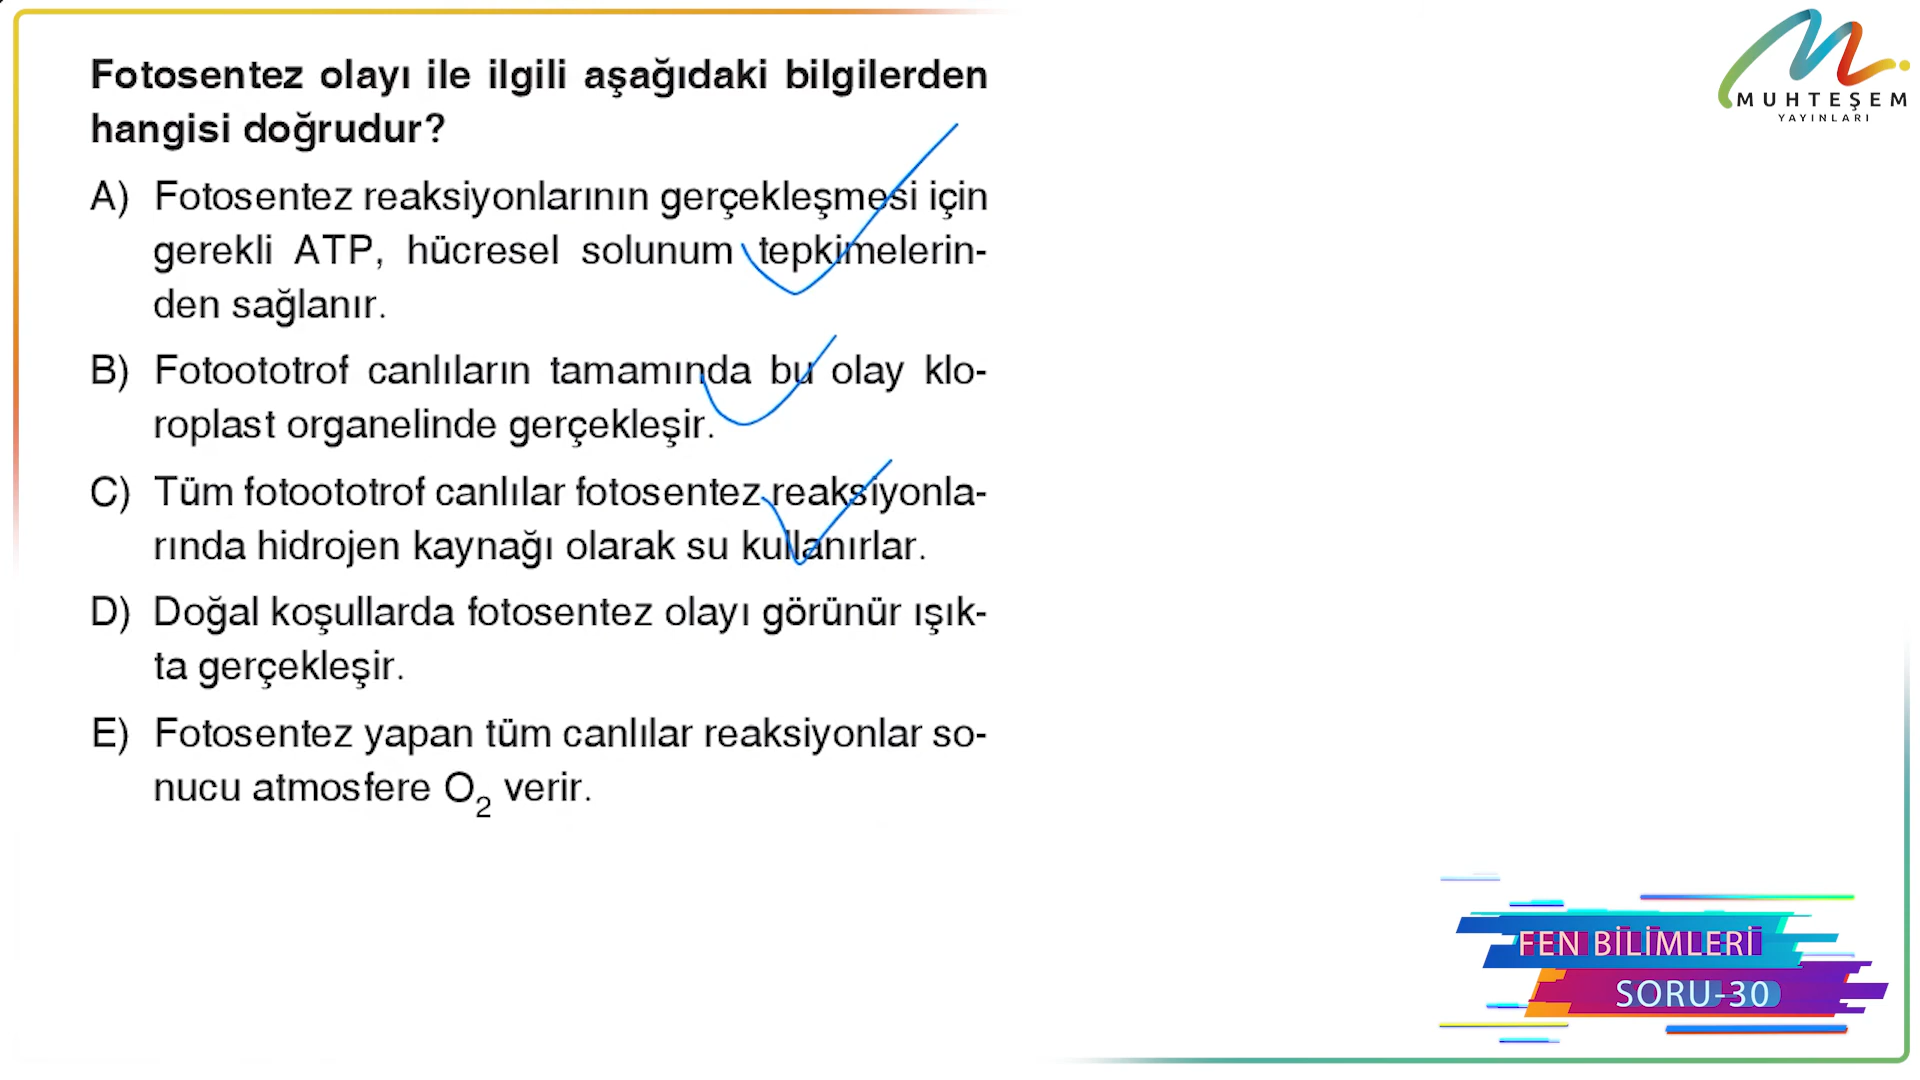 Fotosentez olayı ile ilgili aşağıdaki bilgilerden
hangisi doğrudur?
A) Fotosentez reaksiyonlarının gerçekleşmesi için
gerekli ATP, hücresel solunum tepkimelerin-
den sağlanır.
B) Fotoototrof canlıların tamamında bu olay klo-
roplast organelinde gerçekleşir.
C) Tüm fotoototrof canlılar fotosentez reaksiyonla-
rında hidrojen kaynağı olarak su kullanırlar.
D) Doğal koşullarda fotosentez olayı görünür ışık-
ta gerçekleşir.
E) Fotosentez yapan tüm canlılar reaksiyonlar so-
nucu atmosfere O₂ verir.
MUHTEŞEM
YAYINLARI
FEN BİLİMLERİ
SORU-30